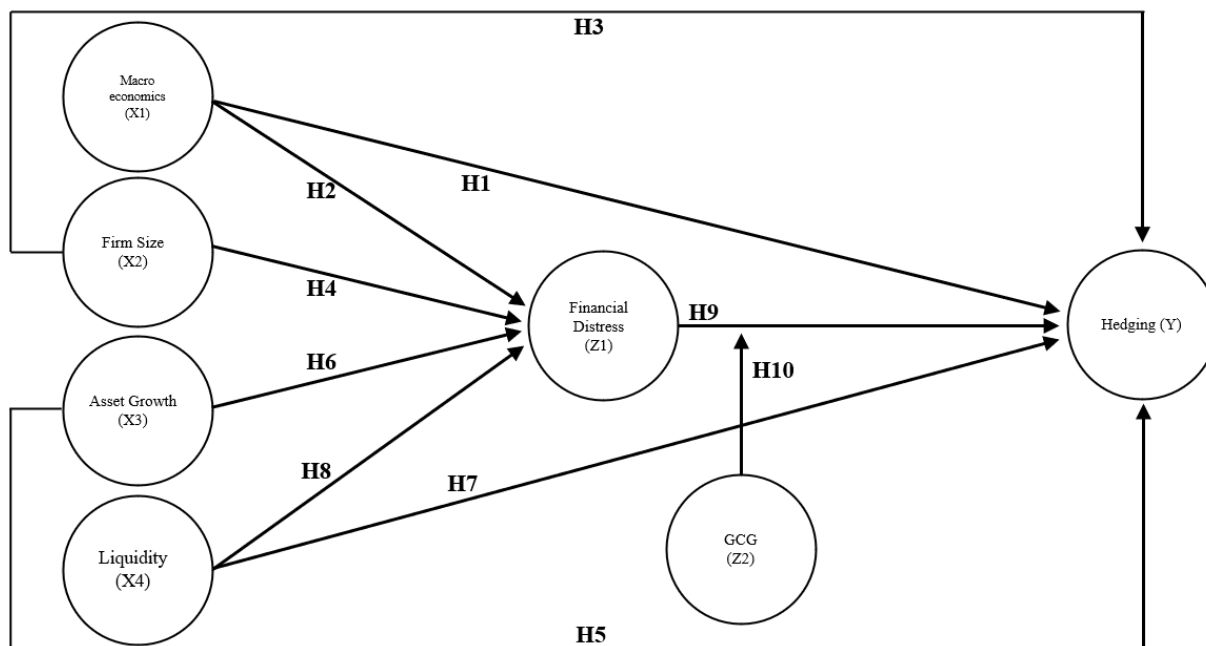 H3
Macro
economics
(X1)
H2
H1
Firm Size
(X2)
H4
Financial
Distress
(Z1)
H9
Hedging (Y)
H6
H10
Asset Growth
(X3)
H8
H7
Liquidity
(X4)
GCG
(Z2)
H5